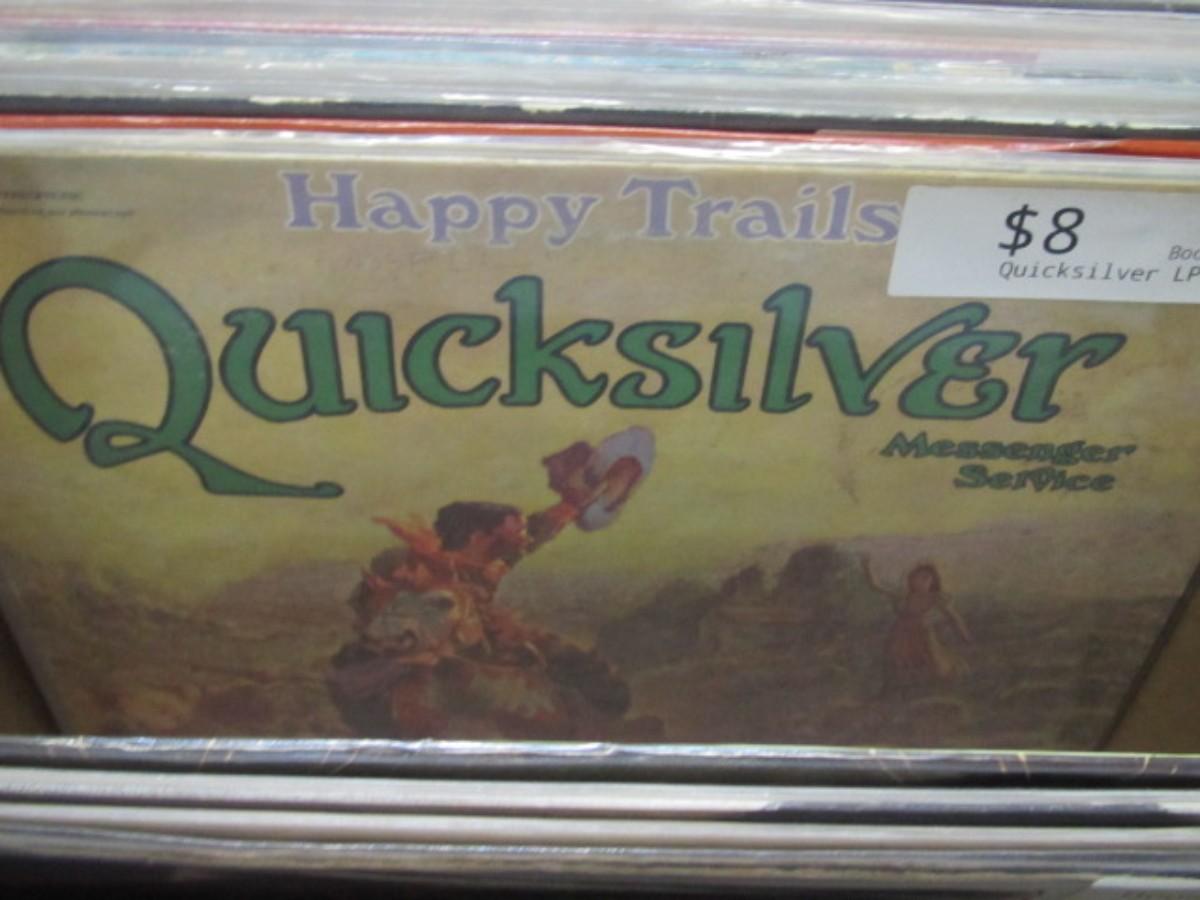 Happy Trails
$8
Quicksilver LP
Quicksilver
Messenger
Service